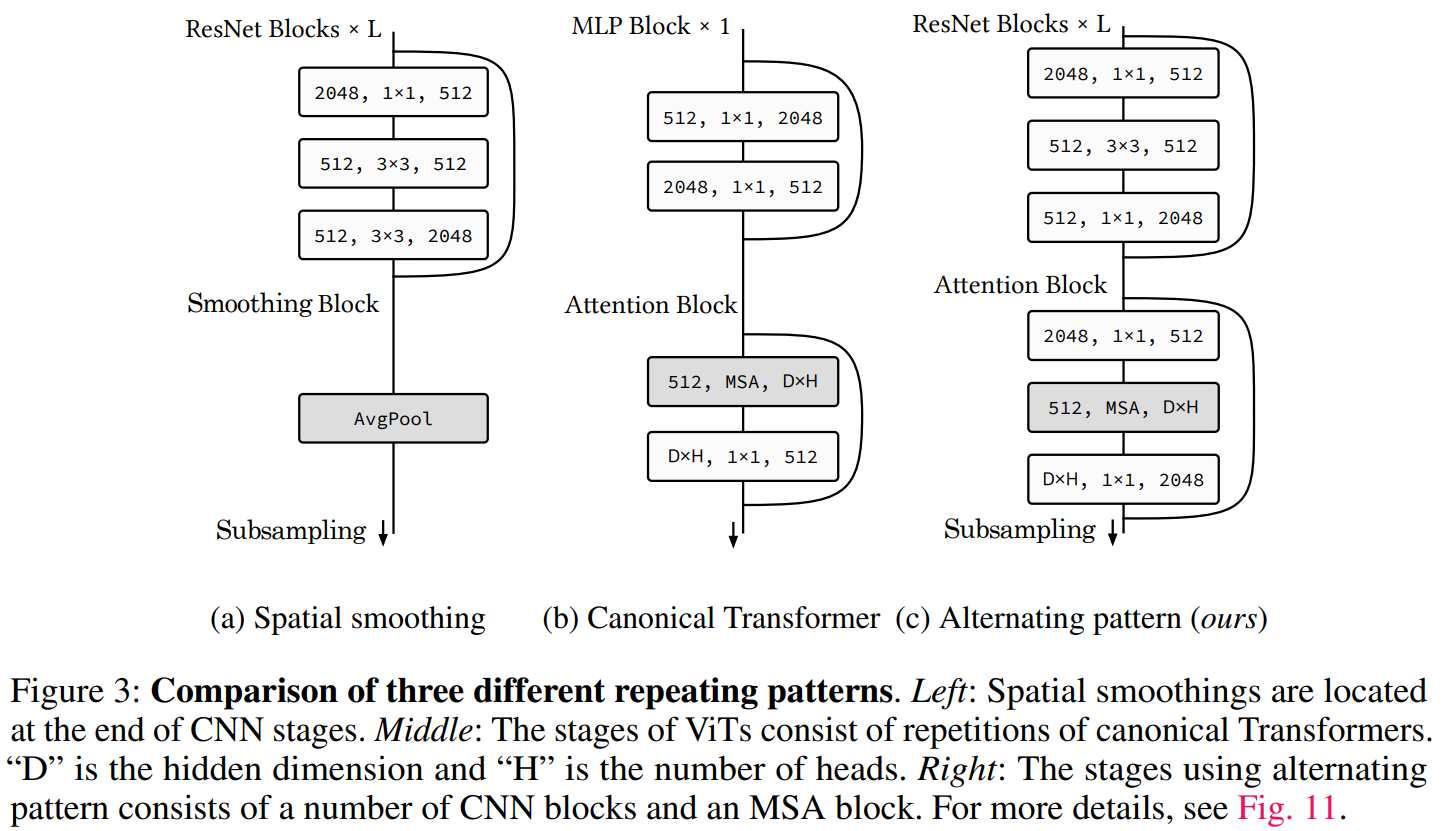 ResNet Blocks × L
2048, 1×1, 512
512, 3×3, 512
512, 3×3, 2048
Smoothing Block
AvgPool
Subsampling
(a) Spatial smoothing
MLP Block × 1
512, 1×1, 2048
2048, 1×1, 512
Attention Block
512, MSA, D×H
D×H, 1×1, 512
(b) Canonical Transformer
ResNet Blocks × L
2048, 1×1, 512
512, 3×3, 512
512, 1×1, 2048
Attention Block
2048, 1×1, 512
512, MSA, D×H
D×H, 1×1, 2048
Subsampling
(c) Alternating pattern (ours)
Figure 3: Comparison of three different repeating patterns. Left: Spatial smoothings are located
at the end of CNN stages. Middle: The stages of ViTs consist of repetitions of canonical Transformers.
“D” is the hidden dimension and “H” is the number of heads. Right: The stages using alternating
pattern consists of a number of CNN blocks and an MSA block. For more details, see Fig. 11.